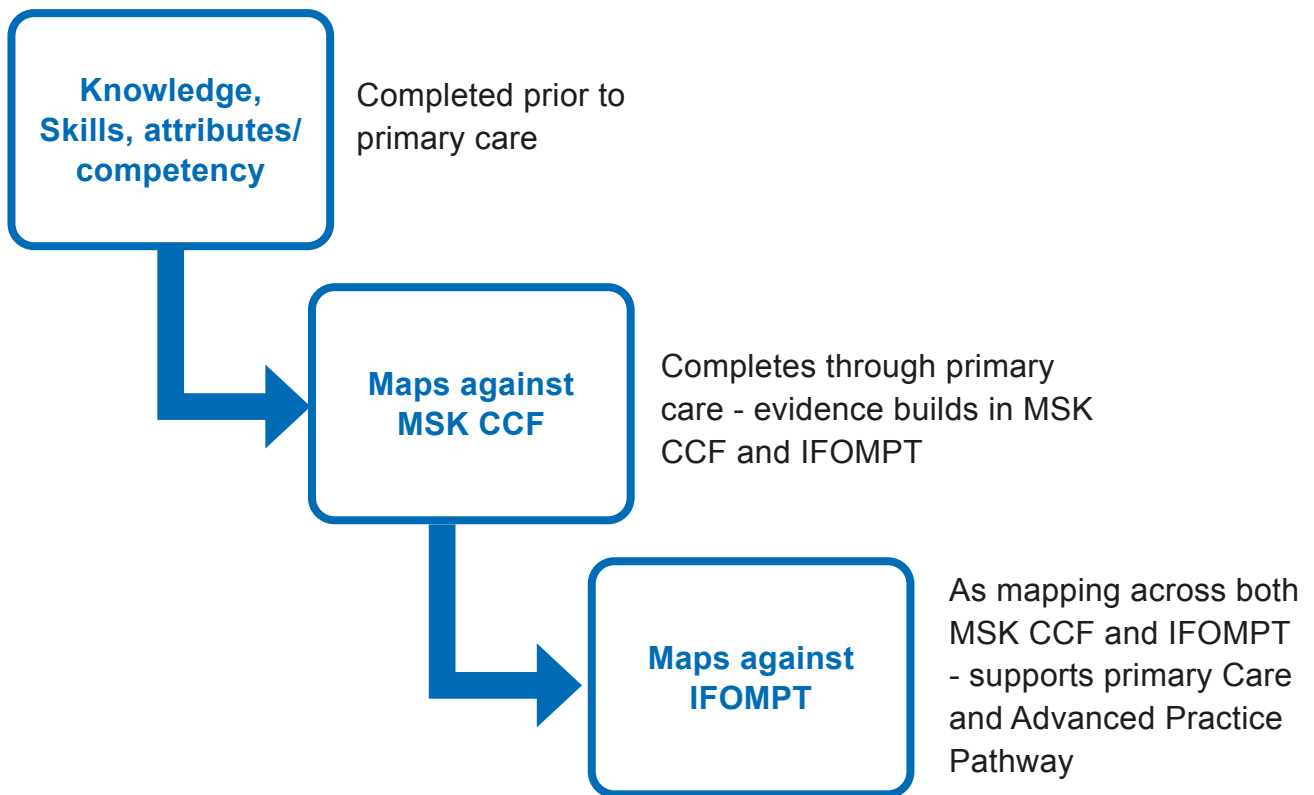 Knowledge,
Skills, attributes/
competency
Completed prior to
primary care
Maps against
MSK CCF
Completes through primary
care - evidence builds in MSK
CCF and IFOMPT
Maps against
IFOMPT
As mapping across both
MSK CCF and IFOMPT
- supports primary Care
and Advanced Practice
Pathway